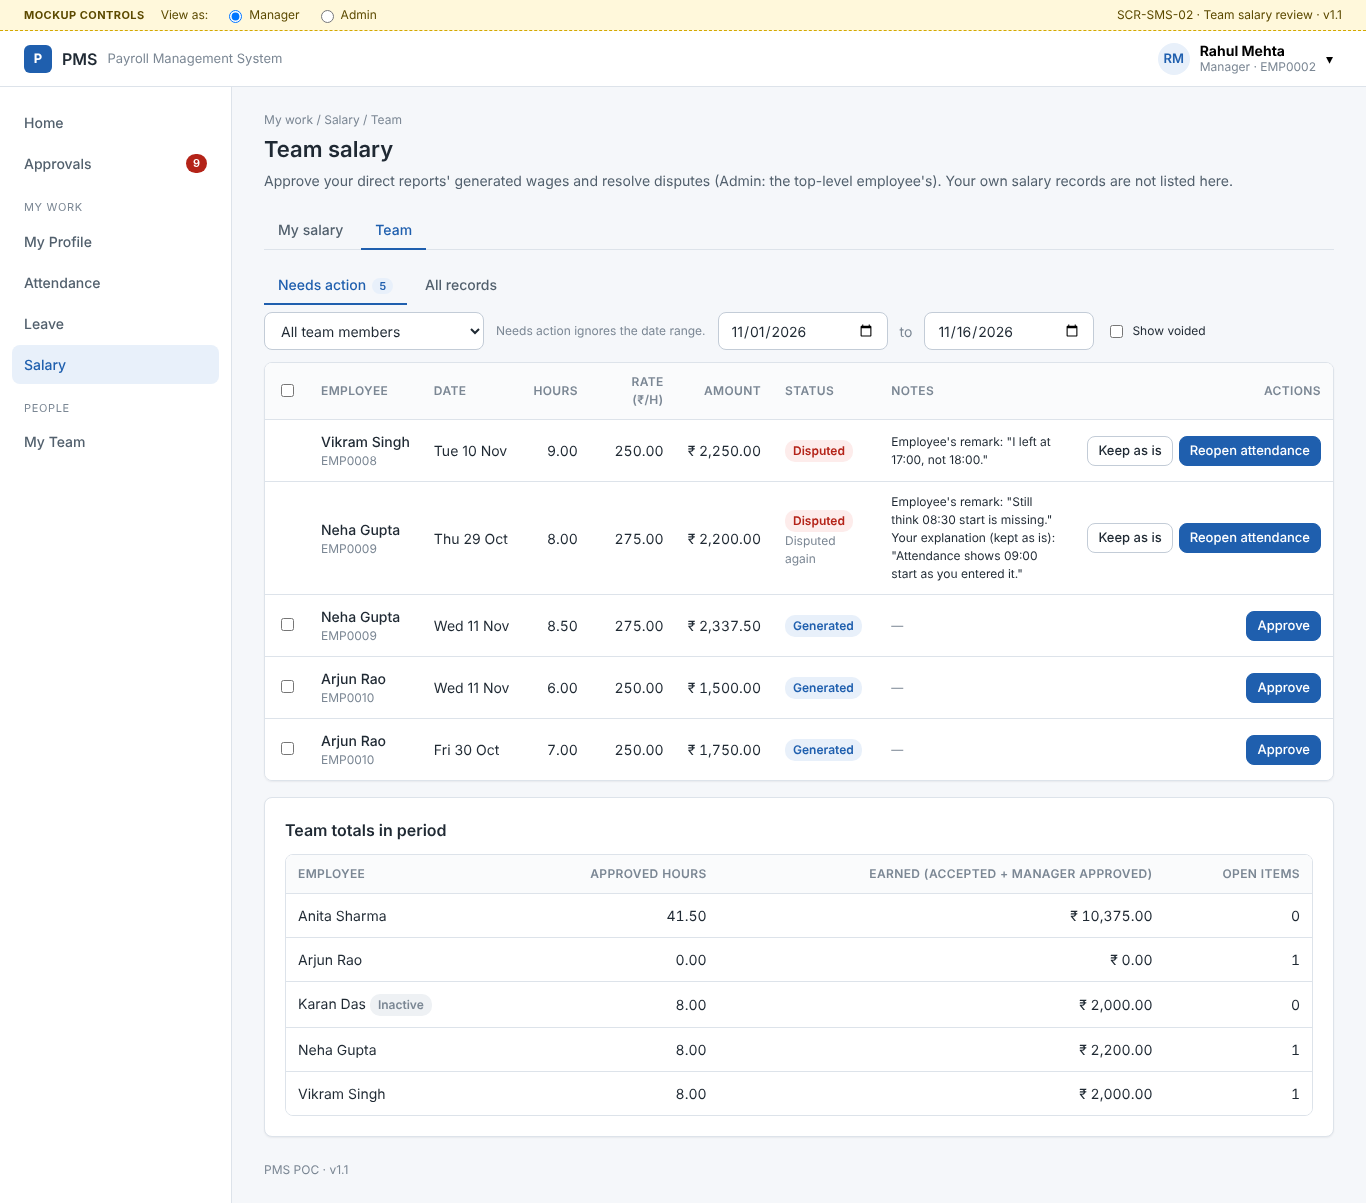 MOCKUP CONTROLS View as: Manager Admin SCR-SMS-02 · Team salary review · v1.1
P PMS Payroll Management System
RM Rahul Mehta
Manager · EMP0002 ▼
Home
Approvals 9
MY WORK
My Profile
Attendance
Leave
Salary
PEOPLE
My Team
My work / Salary / Team
Team salary
Approve your direct reports' generated wages and resolve disputes (Admin: the top-level employee's). Your own salary records are not listed here.
My salary Team
Needs action 5 All records
All team members Needs action ignores the date range. 11/01/2026 to 11/16/2026 Show voided
EMPLOYEE DATE HOURS RATE (₹/H) AMOUNT STATUS NOTES ACTIONS
Vikram Singh
EMP0008
Tue 10 Nov 9.00 250.00 ₹ 2,250.00 Disputed
Employee's remark: "I left at
17:00, not 18:00."
Keep as is Reopen attendance
Neha Gupta
EMP0009
Thu 29 Oct 8.00 275.00 ₹ 2,200.00
Disputed
Disputed
again
Employee's remark: "Still
think 08:30 start is missing."
Your explanation (kept as is):
"Attendance shows 09:00
start as you entered it."
Keep as is Reopen attendance
Neha Gupta
EMP0009
Wed 11 Nov 8.50 275.00 ₹ 2,337.50 Generated — Approve
Arjun Rao
EMP0010
Wed 11 Nov 6.00 250.00 ₹ 1,500.00 Generated — Approve
Arjun Rao
EMP0010
Fri 30 Oct 7.00 250.00 ₹ 1,750.00 Generated — Approve
Team totals in period
EMPLOYEE APPROVED HOURS EARNED (ACCEPTED + MANAGER APPROVED) OPEN ITEMS
Anita Sharma 41.50 ₹ 10,375.00 0
Arjun Rao 0.00 ₹ 0.00 1
Karan Das Inactive 8.00 ₹ 2,000.00 0
Neha Gupta 8.00 ₹ 2,200.00 1
Vikram Singh 8.00 ₹ 2,000.00 1
PMS POC · v1.1